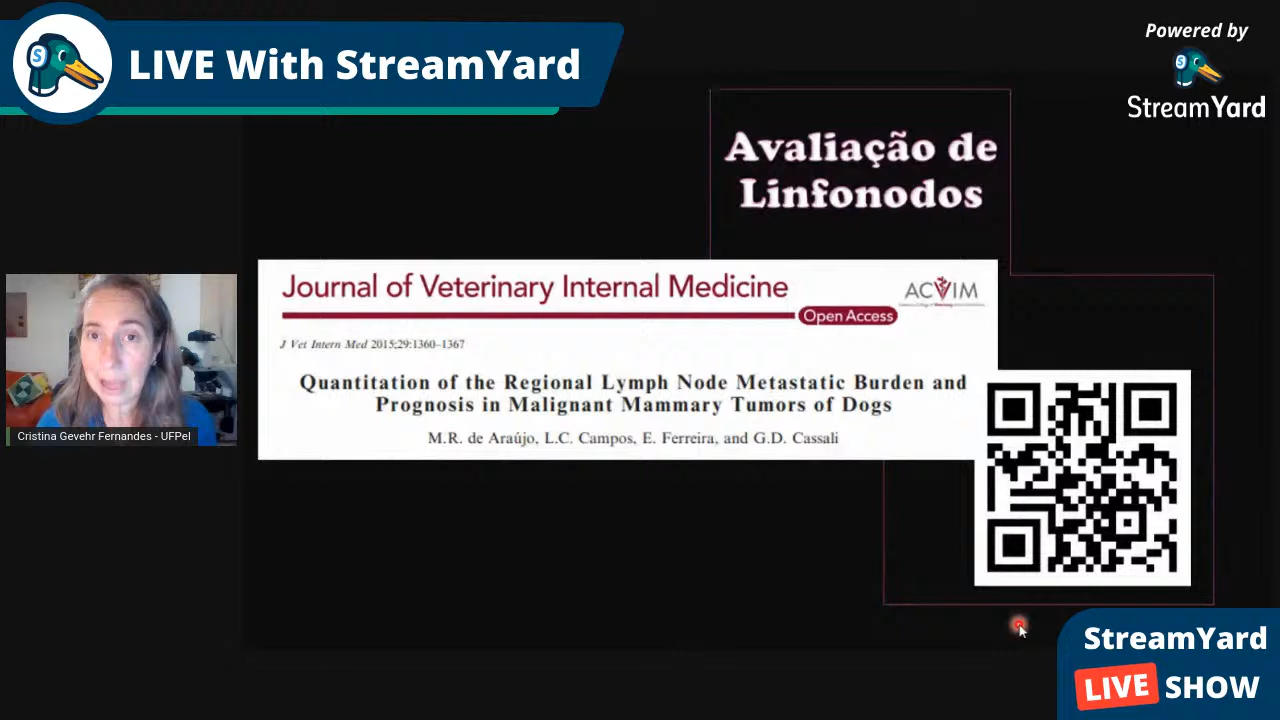 LIVE With StreamYard
Powered by
StreamYard
Avaliação de
Linfonodos
Journal of Veterinary Internal Medicine
ACVIM
Open Access
J Vet Intern Med 2015;29:1360–1367
Quantitation of the Regional Lymph Node Metastatic Burden and
Prognosis in Malignant Mammary Tumors of Dogs
M.R. de Araújo, L.C. Campos, E. Ferreira, and G.D. Cassali
Cristina Gevehr Fernandes - UFPel
StreamYard
LIVE SHOW